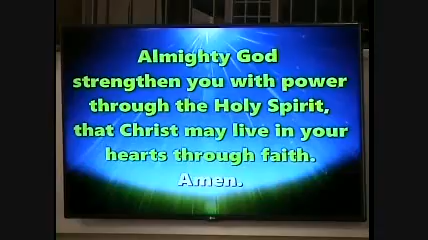 Almighty God
strengthen you with power
through the Holy Spirit,
that Christ may live in your
hearts through faith.
Amen.